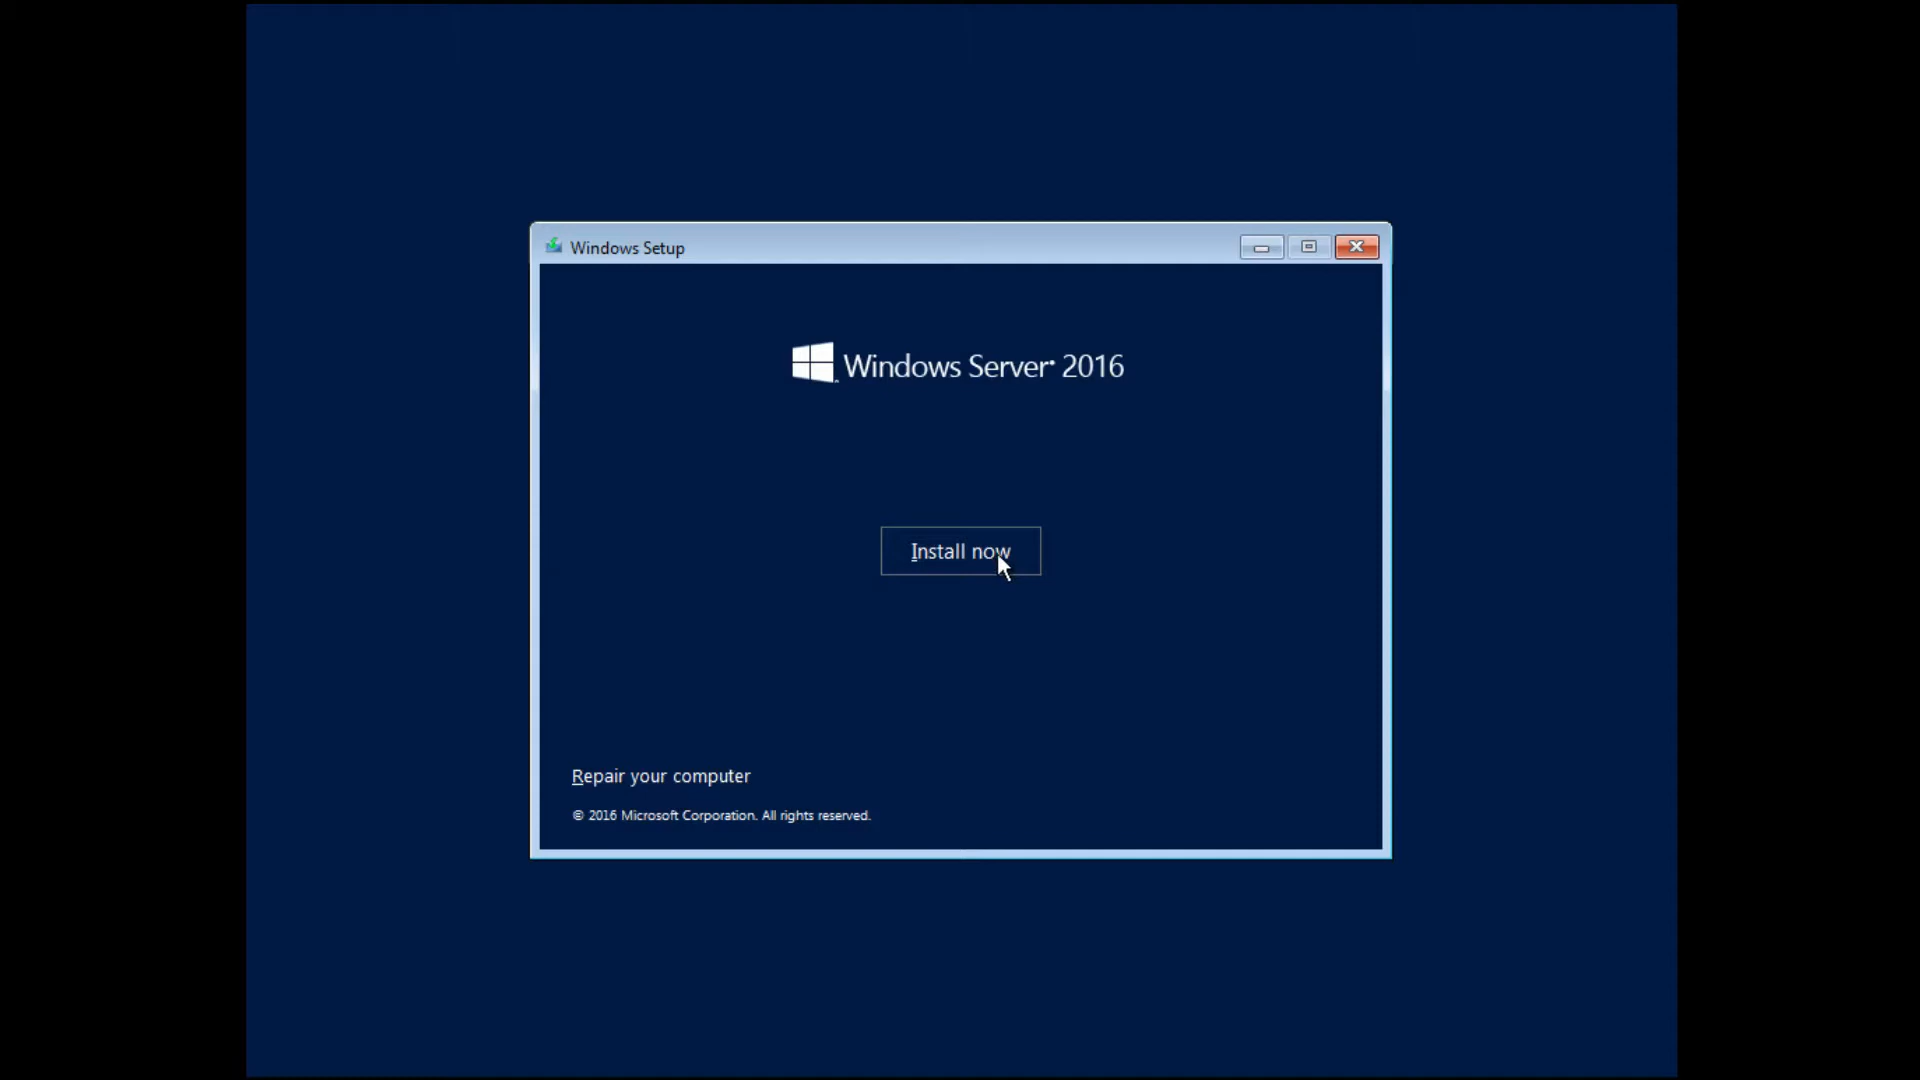 Windows Setup
Windows Server® 2016
Install now
Repair your computer
© 2016 Microsoft Corporation. All rights reserved.